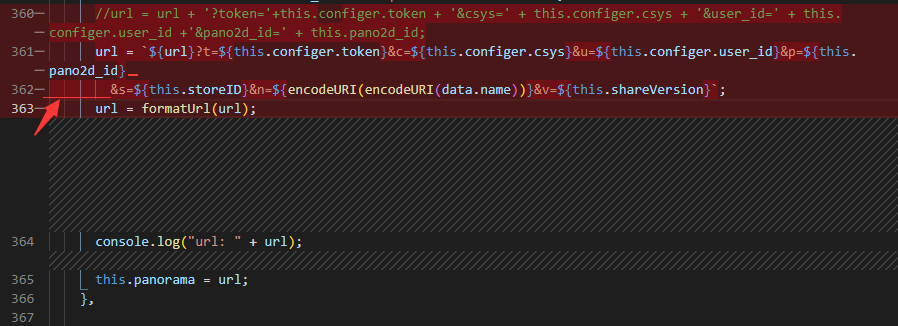 360 — //url = url + '?token='+this.configer.token + '&csys=' + this.configer.csys + '&user_id=' + this.
— configer.user_id +'&pano2d_id=' + this.pano2d_id;
361 — url = `${url}?t=${this.configer.token}&c=${this.configer.csys}&u=${this.configer.user_id}&p=${this.
— pano2d_id}
362 — &s=${this.storeID}&n=${encodeURI(encodeURI(data.name))}&v=${this.shareVersion}`;
363 — url = formatUrl(url);
364 console.log("url: " + url);
365 this.panorama = url;
366 },
367